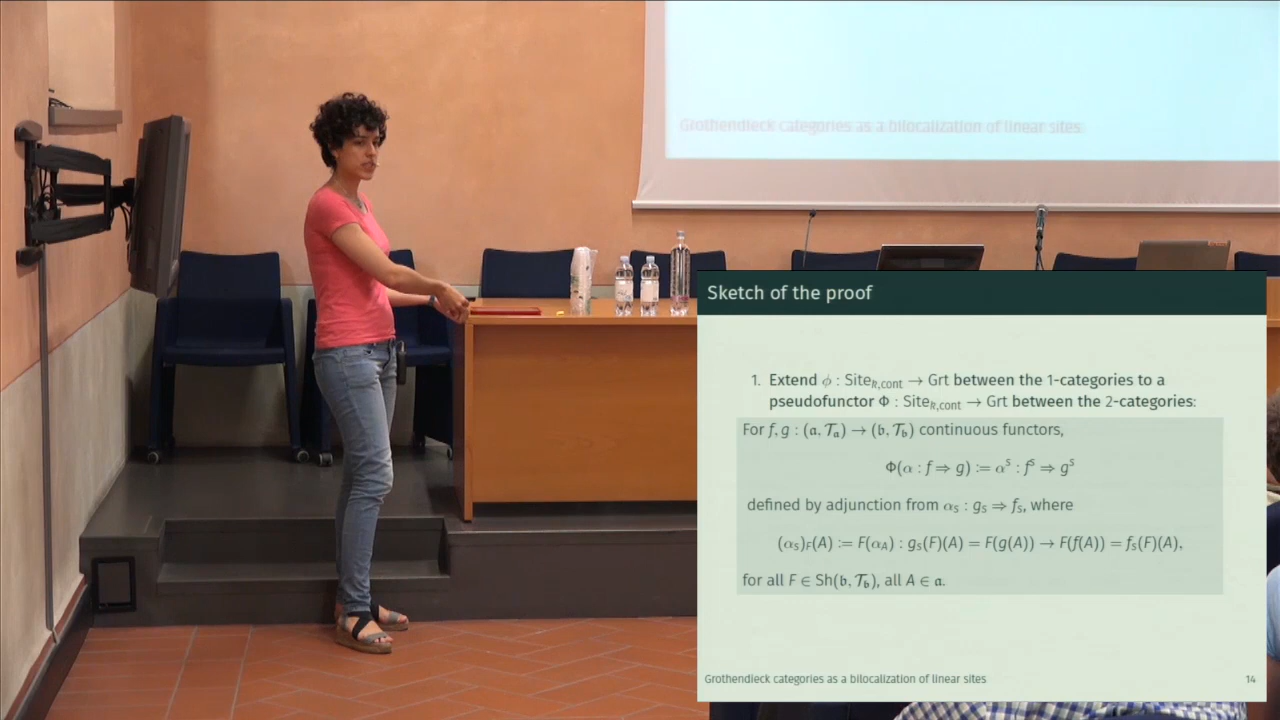 Grothendieck categories as a bilocalization of linear sites
Sketch of the proof
1. Extend ϕ : Site_{k,cont} → Grt between the 1-categories to a
pseudofunctor Φ : Site_{k,cont} → Grt between the 2-categories:
For f, g : (𝔞, 𝒯_𝔞) → (𝔟, 𝒯_𝔟) continuous functors,
Φ(α : f ⇒ g) := α^s : f^s ⇒ g^s
defined by adjunction from α_s : g_s ⇒ f_s, where
(α_s)_F(A) := F(α_A) : g_s(F)(A) = F(g(A)) → F(f(A)) = f_s(F)(A),
for all F ∈ Sh(𝔟, 𝒯_𝔟), all A ∈ 𝔞.
Grothendieck categories as a bilocalization of linear sites 14